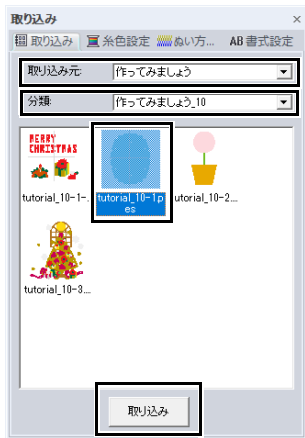 取り込み ×
取り込み 糸色設定 ぬい方... AB 書式設定
取り込み元: 作ってみましょう
分類: 作ってみましょう_10
MERRY
CHRISTMAS
tutorial_10-1-... tutorial_10-1.p
es tutorial_10-2...
tutorial_10-3...
取り込み